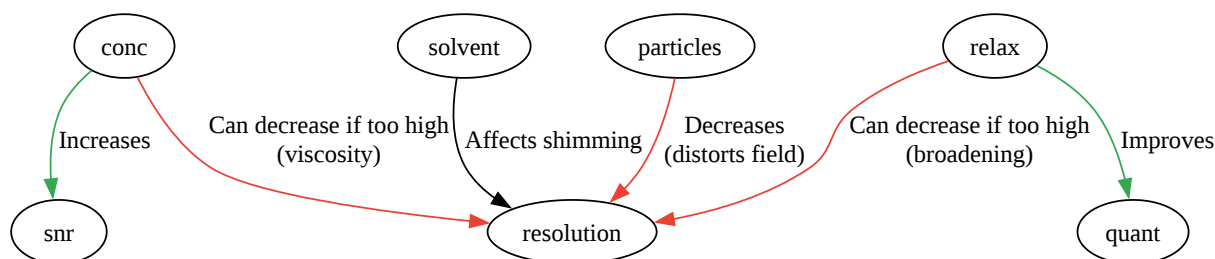 conc
solvent
particles
relax
Increases
Can decrease if too high
(viscosity)
Affects shimming
Decreases
(distorts field)
Can decrease if too high
(broadening)
Improves
snr
resolution
quant